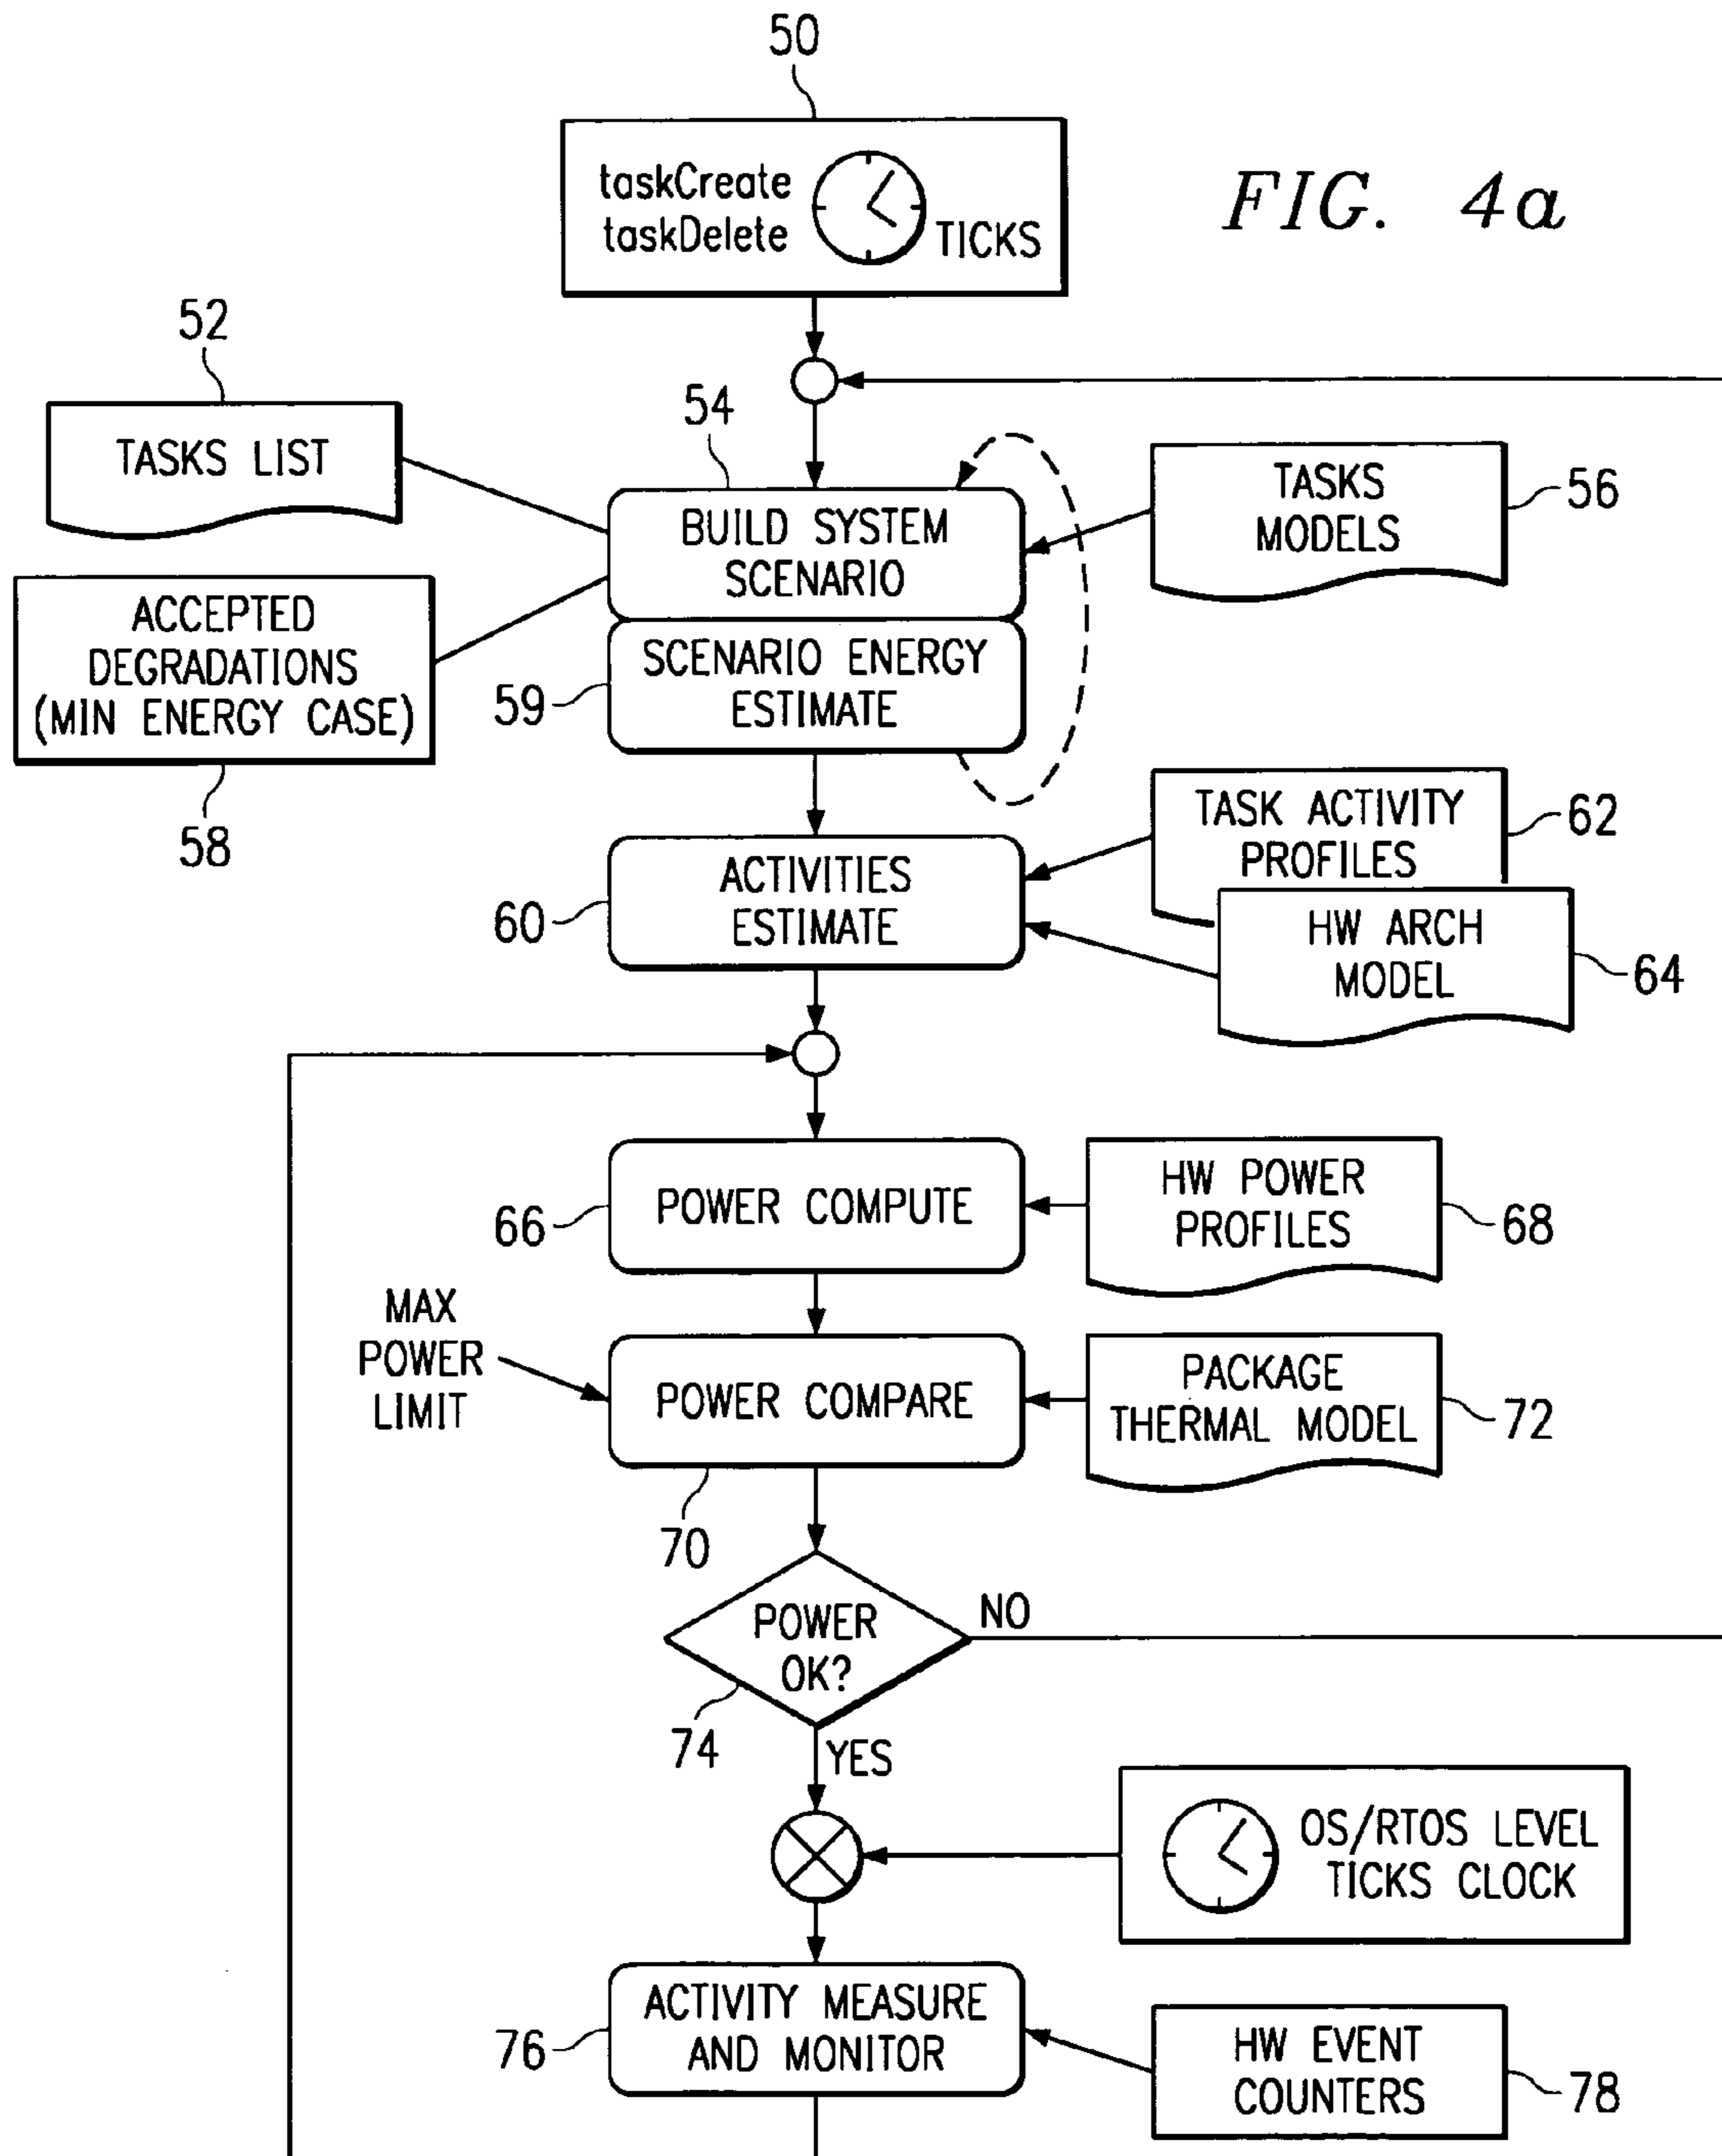 50
taskCreate
taskDelete
TICKS
FIG. 4a
52
TASKS LIST
54
BUILD SYSTEM
SCENARIO
TASKS
MODELS
56
ACCEPTED
DEGRADATIONS
(MIN ENERGY CASE)
58
SCENARIO ENERGY
ESTIMATE
59
TASK ACTIVITY
PROFILES
62
ACTIVITIES
ESTIMATE
60
HW ARCH
MODEL
64
POWER COMPUTE
66
HW POWER
PROFILES
68
MAX
POWER
LIMIT
POWER COMPARE
70
PACKAGE
THERMAL MODEL
72
POWER
OK?
NO
74
YES
OS/RTOS LEVEL
TICKS CLOCK
ACTIVITY MEASURE
AND MONITOR
76
HW EVENT
COUNTERS
78